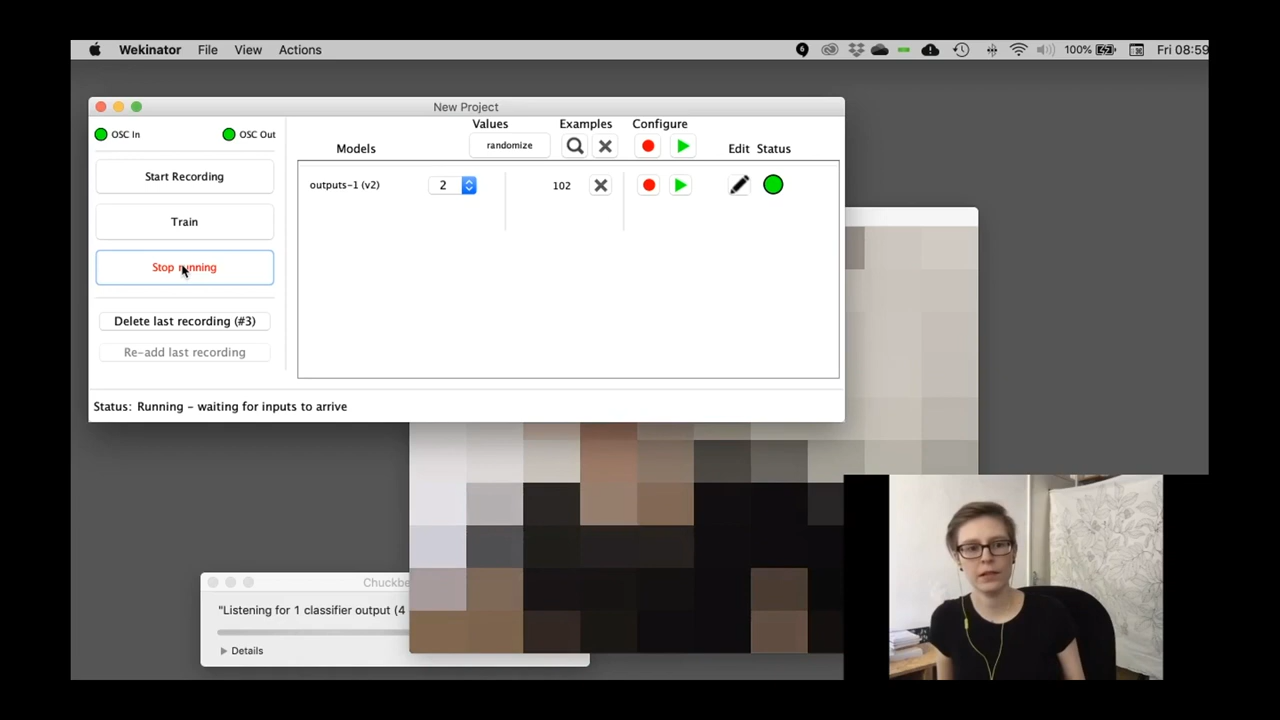 Wekinator File View Actions
100% Fri 08:59
New Project
OSC In OSC Out
Values Examples Configure
randomize
Models Edit Status
Start Recording
outputs-1 (v2) 2 102
Train
Stop running
Delete last recording (#3)
Re-add last recording
Status: Running - waiting for inputs to arrive
Chuckbe
"Listening for 1 classifier output (4
Details